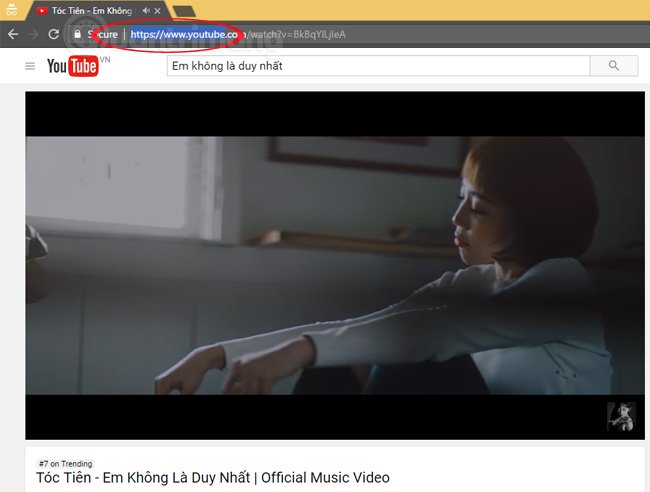 Tóc Tiên - Em Không
Secure | https://www.youtube.com/watch?v=BkBqYlLjleA
YouTube VN
Em không là duy nhất
#7 on Trending
Tóc Tiên - Em Không Là Duy Nhất | Official Music Video